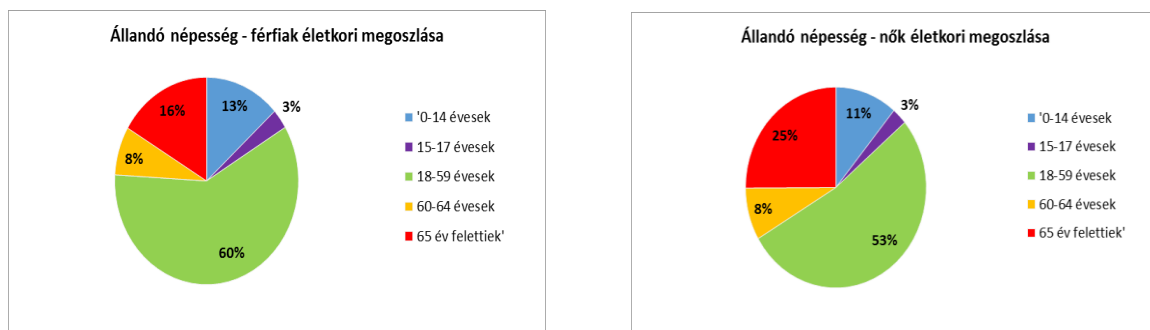 Állandó népesség - férfiak életkori megoszlása
16%
13%
3%
8%
60%
'0-14 évesek
15-17 évesek
18-59 évesek
60-64 évesek
65 év felettiek'
Állandó népesség - nők életkori megoszlása
11%
3%
25%
8%
53%
'0-14 évesek
15-17 évesek
18-59 évesek
60-64 évesek
65 év felettiek'